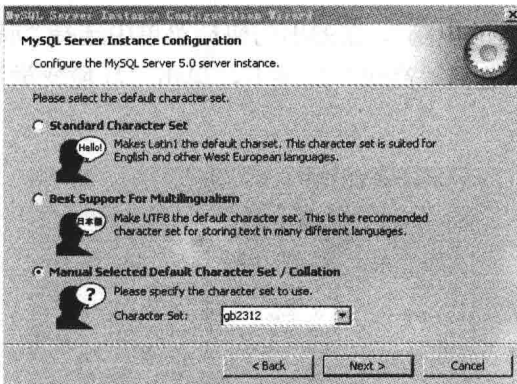 MySQL Server Instance Configuration Wizard
MySQL Server Instance Configuration
Configure the MySQL Server 5.0 server instance.
Please select the default character set.
Standard Character Set
Hello!
Makes Latin1 the default charset. This character set is suited for
English and other West European languages.
Best Support For Multilingualism
日本語
Make UTF8 the default character set. This is the recommended
character set for storing text in many different languages.
Manual Selected Default Character Set / Collation
?
Please specify the character set to use.
Character Set:
gb2312
< Back
Next >
Cancel